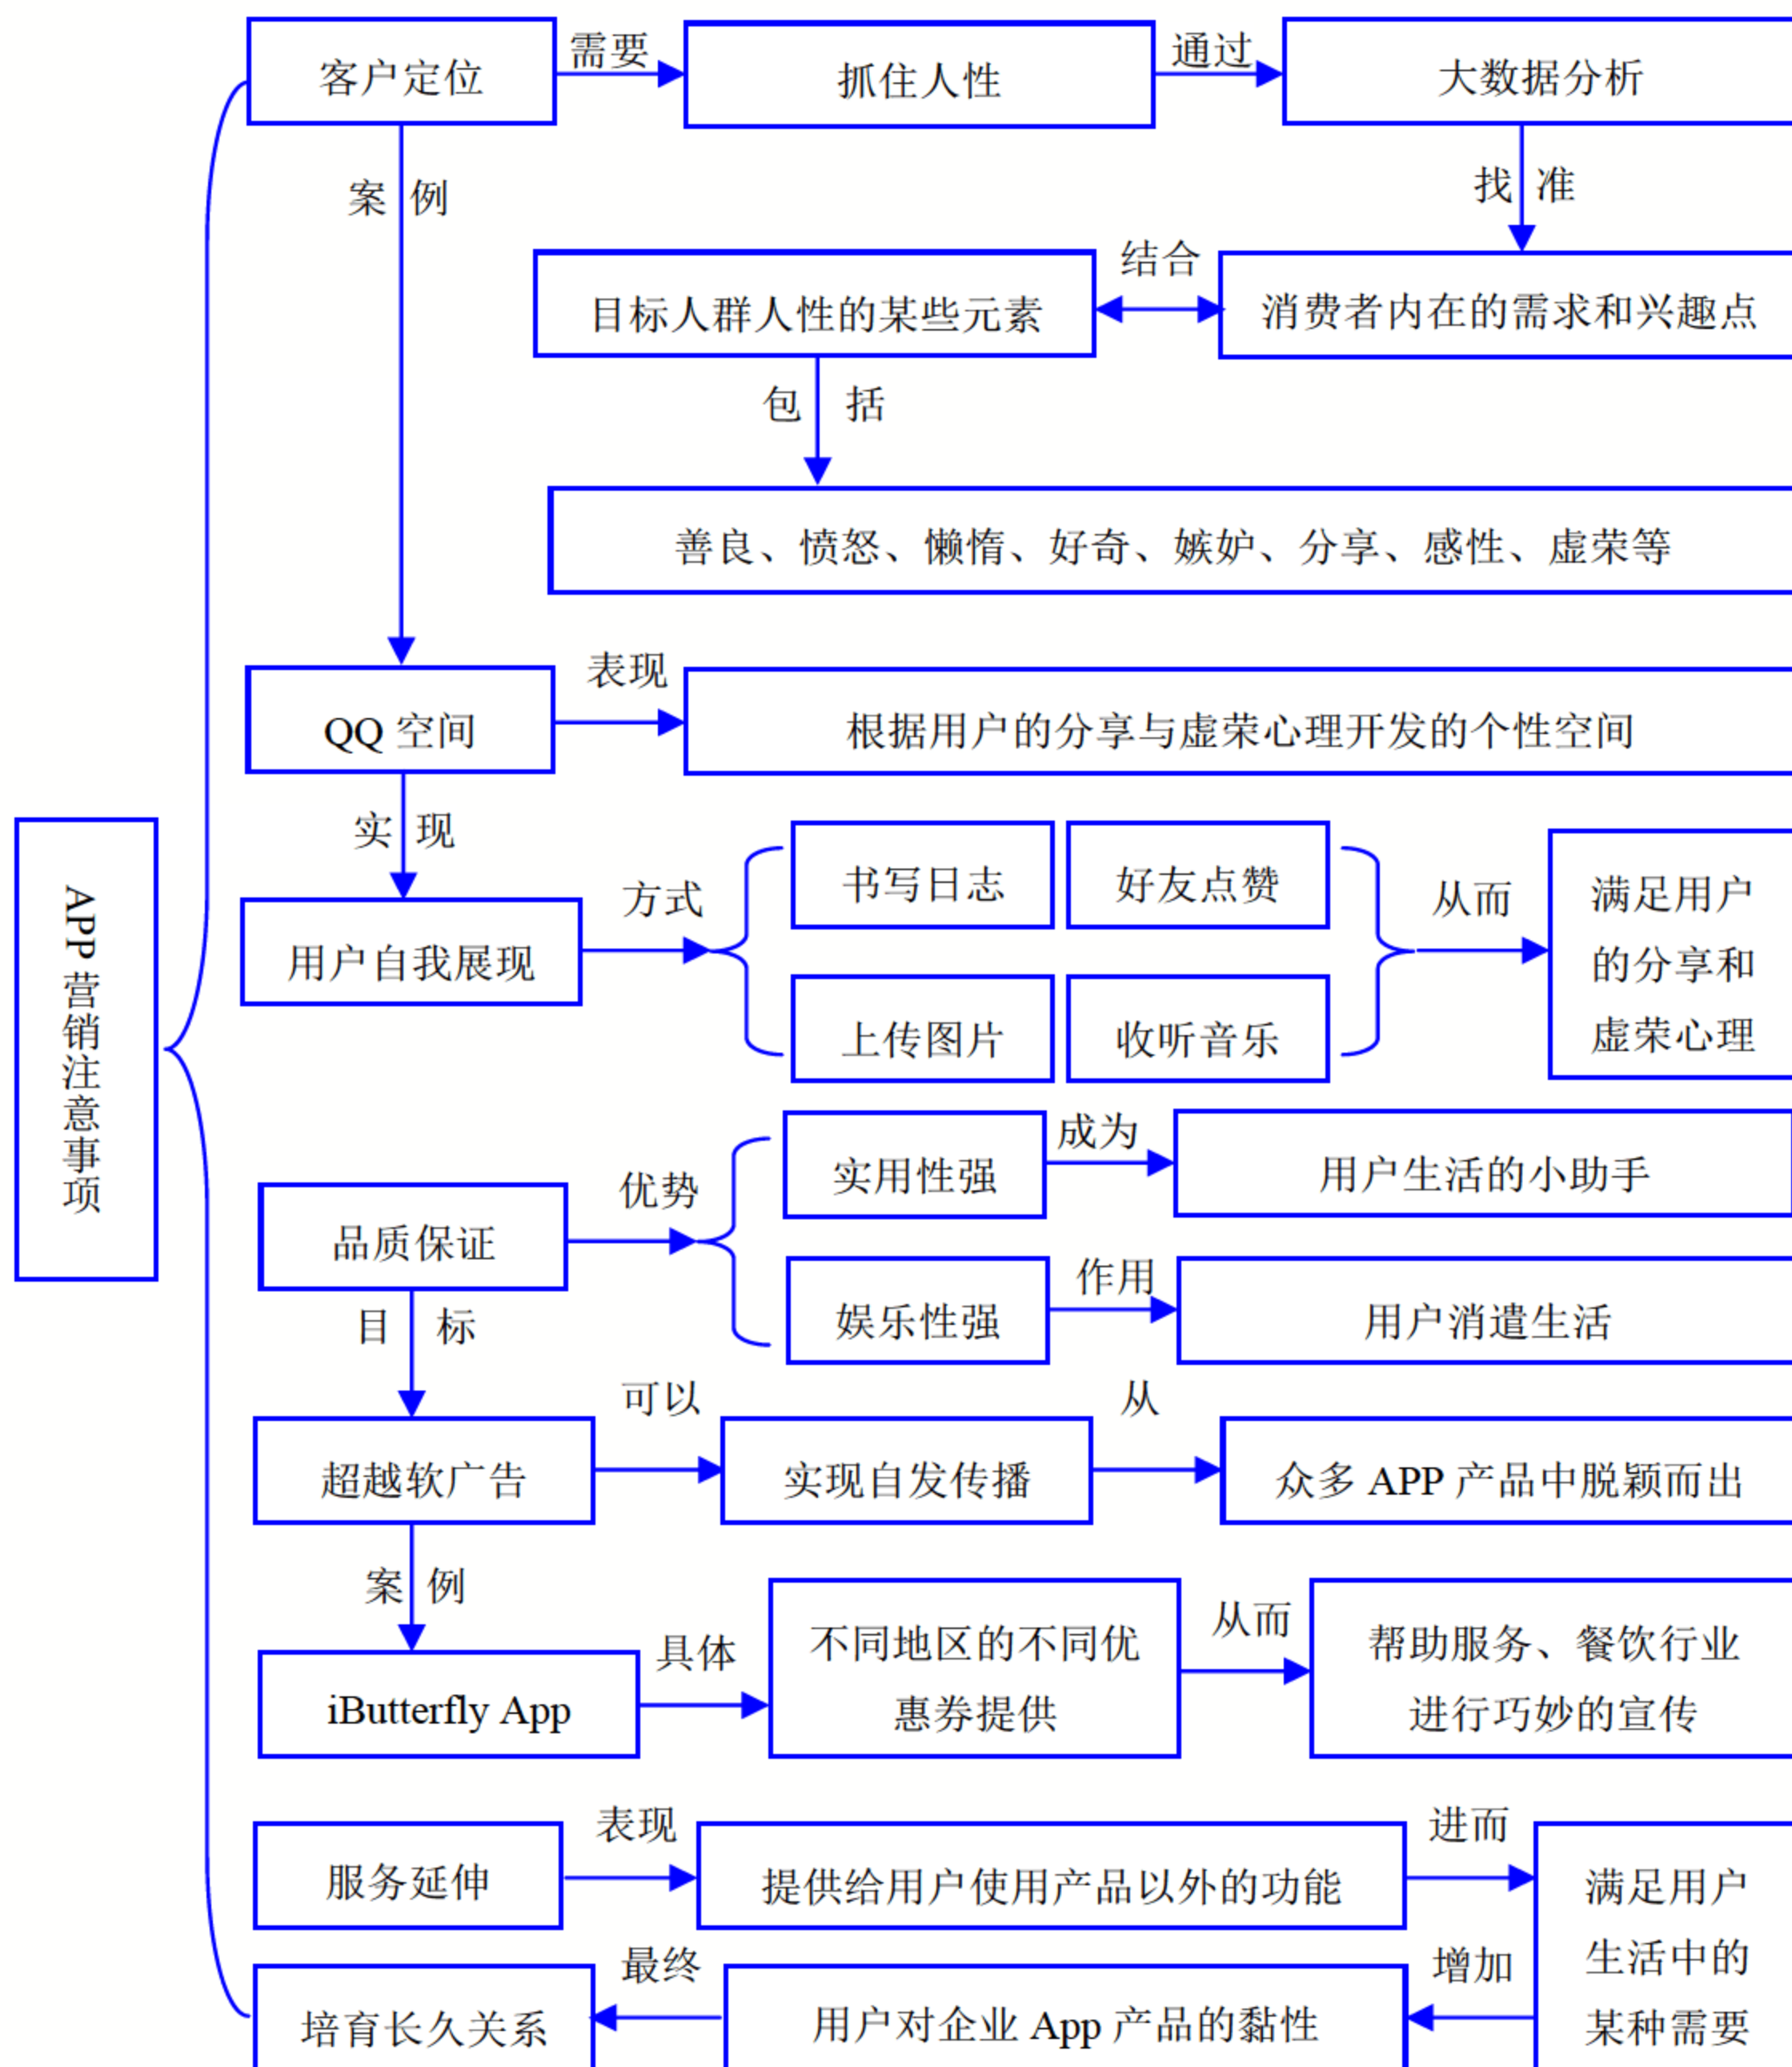 客户定位
需要
抓住人性
通过
大数据分析
案例
找准
目标人群人性的某些元素
结合
消费者内在的需求和兴趣点
包括
善良、愤怒、懒惰、好奇、嫉妒、分享、感性、虚荣等
QQ 空间
表现
根据用户的分享与虚荣心理开发的个性空间
实现
APP 营销注意事项
用户自我展现
方式
书写日志
好友点赞
上传图片
收听音乐
从而
满足用户
的分享和
虚荣心理
品质保证
优势
实用性强
成为
用户生活的小助手
娱乐性强
作用
用户消遣生活
目标
超越软广告
可以
实现自发传播
从
众多 APP 产品中脱颖而出
案例
iButterfly App
具体
不同地区的不同优
惠券提供
从而
帮助服务、餐饮行业
进行巧妙的宣传
服务延伸
表现
提供给用户使用产品以外的功能
进而
满足用户
生活中的
某种需要
增加
用户对企业 App 产品的黏性
最终
培育长久关系